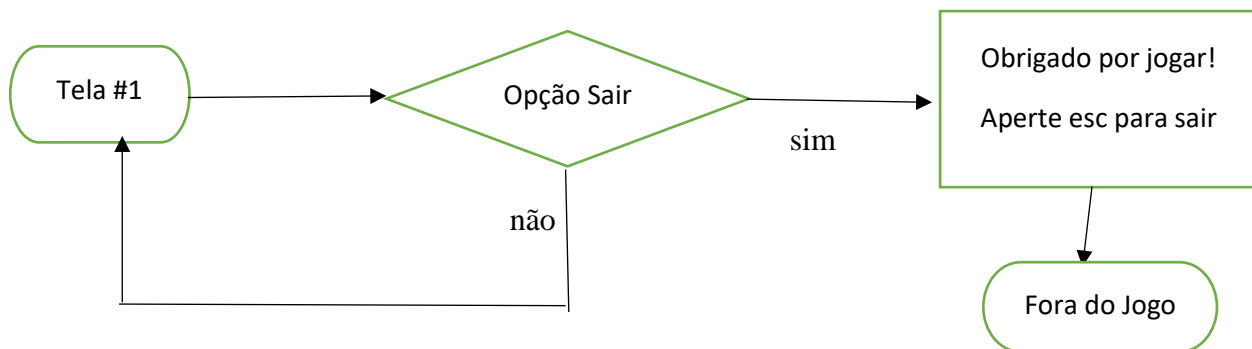 Tela #1
Opção Sair
Obrigado por jogar!
Aperte esc para sair
sim
não
Fora do Jogo